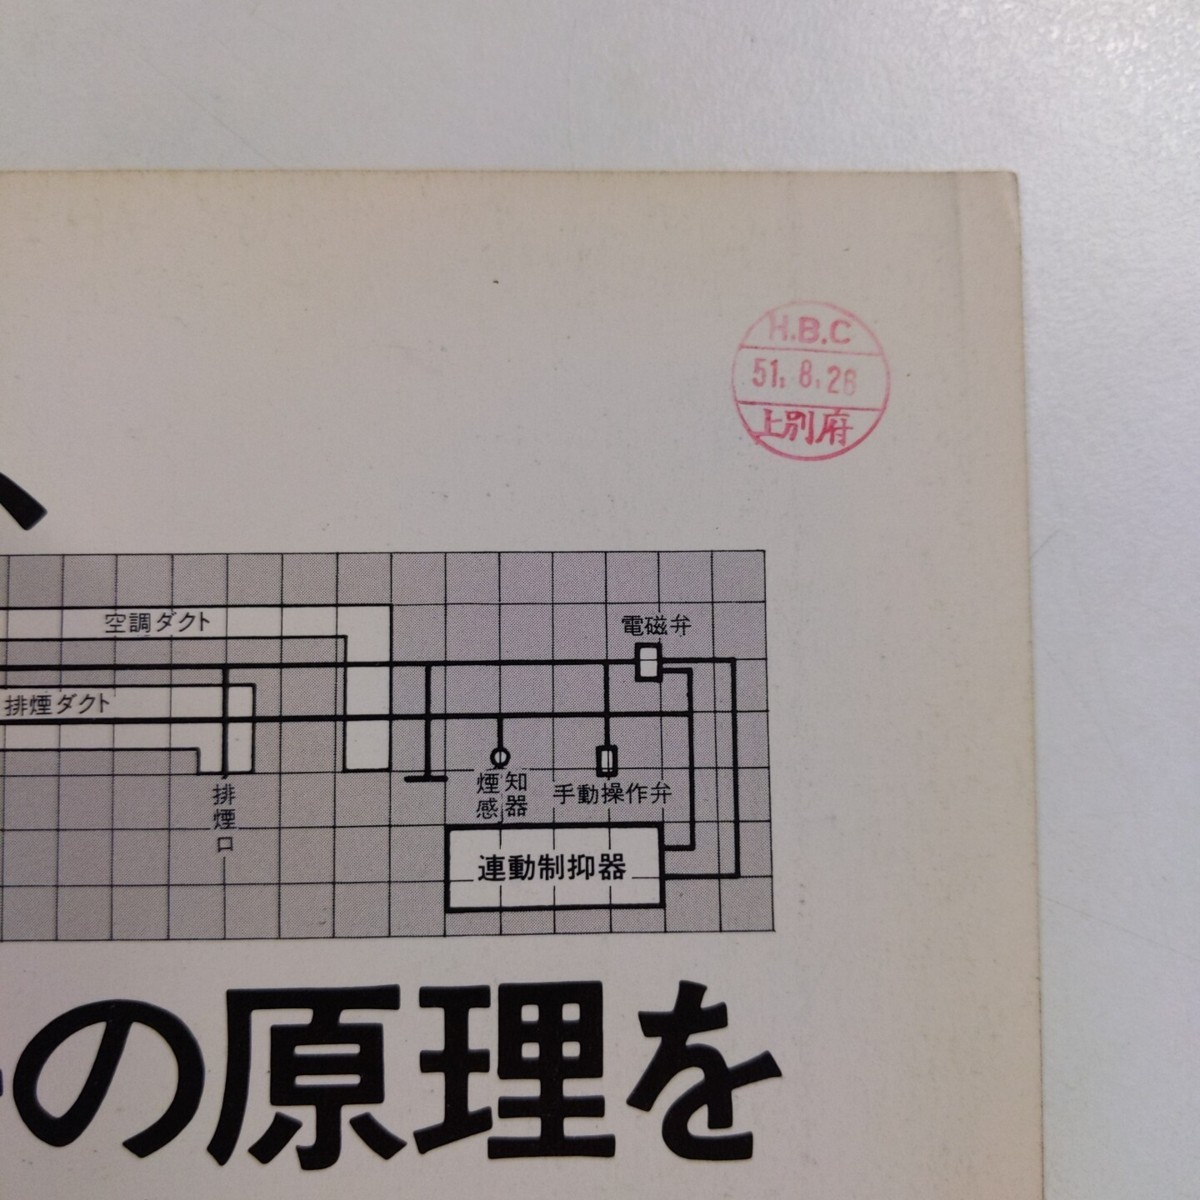 H.B.C
51.8.26
上別府
空調ダクト
電磁弁
排煙ダクト
排煙口
煙感知器
手動操作弁
連動制抑器
の原理を